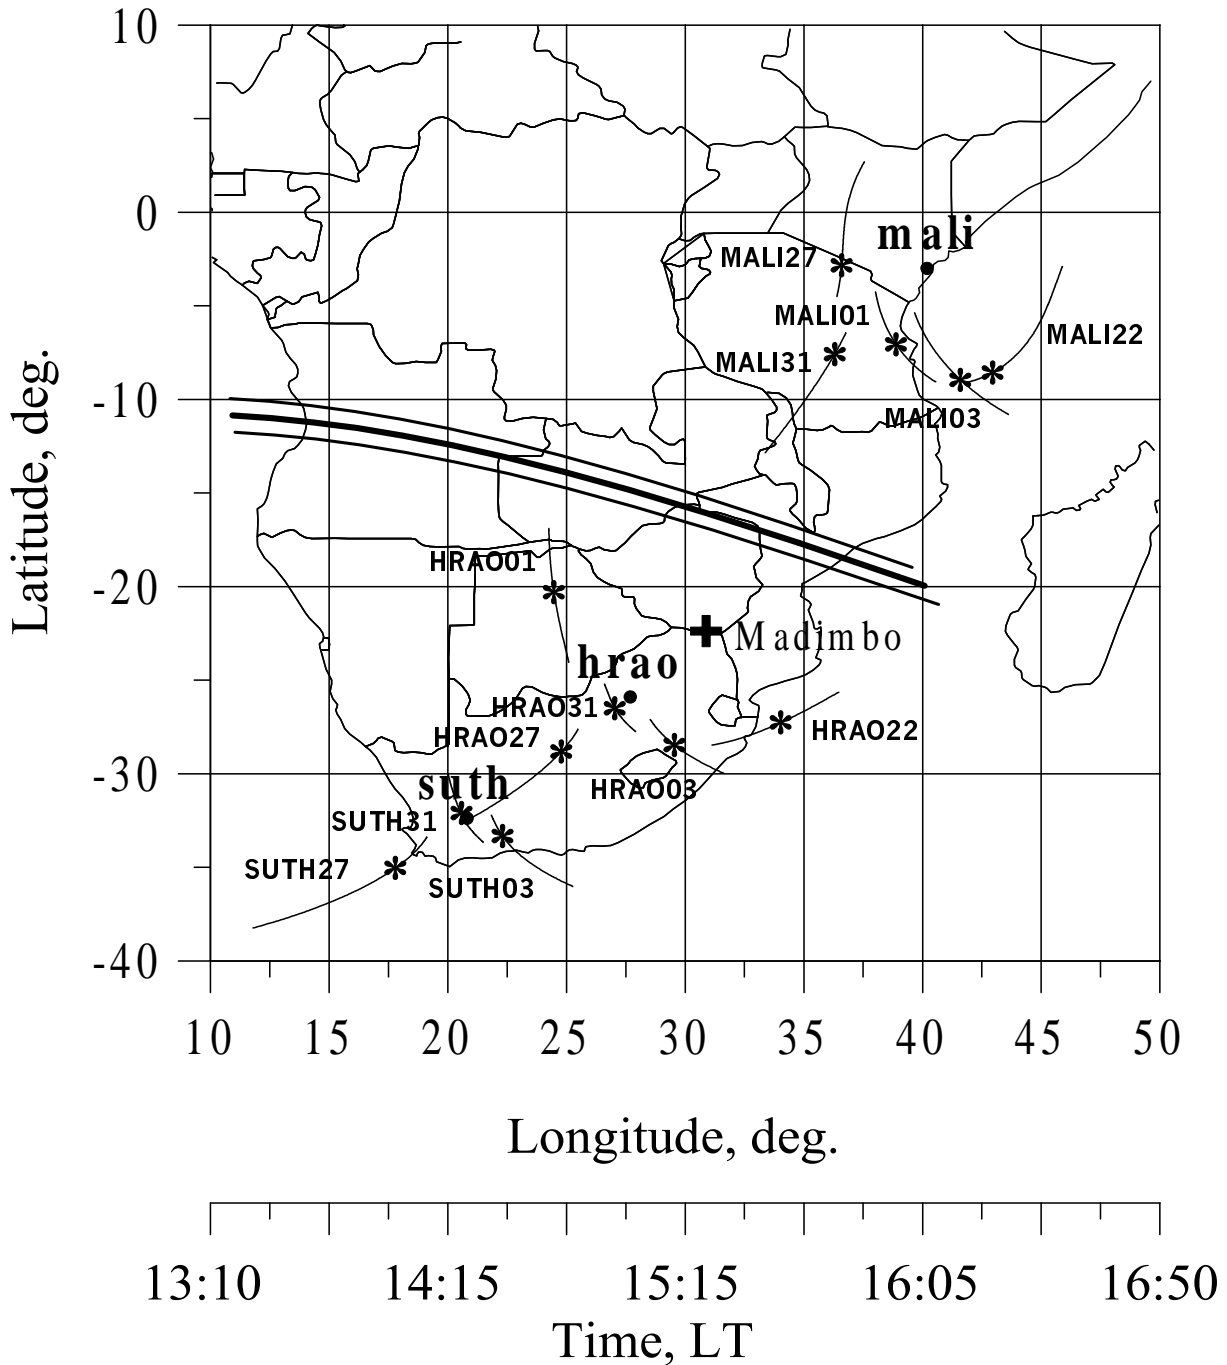 10
0
-10
-20
-30
-40
Latitude, deg.
mali
MALI27
MALI01
MALI22
MALI31
MALI03
HRAO01
Madimbo
hrao
HRAO31
HRAO22
HRAO27
suth
HRAO03
SUTH31
SUTH27
SUTH03
10 15 20 25 30 35 40 45 50
Longitude, deg.
13:10 14:15 15:15 16:05 16:50
Time, LT